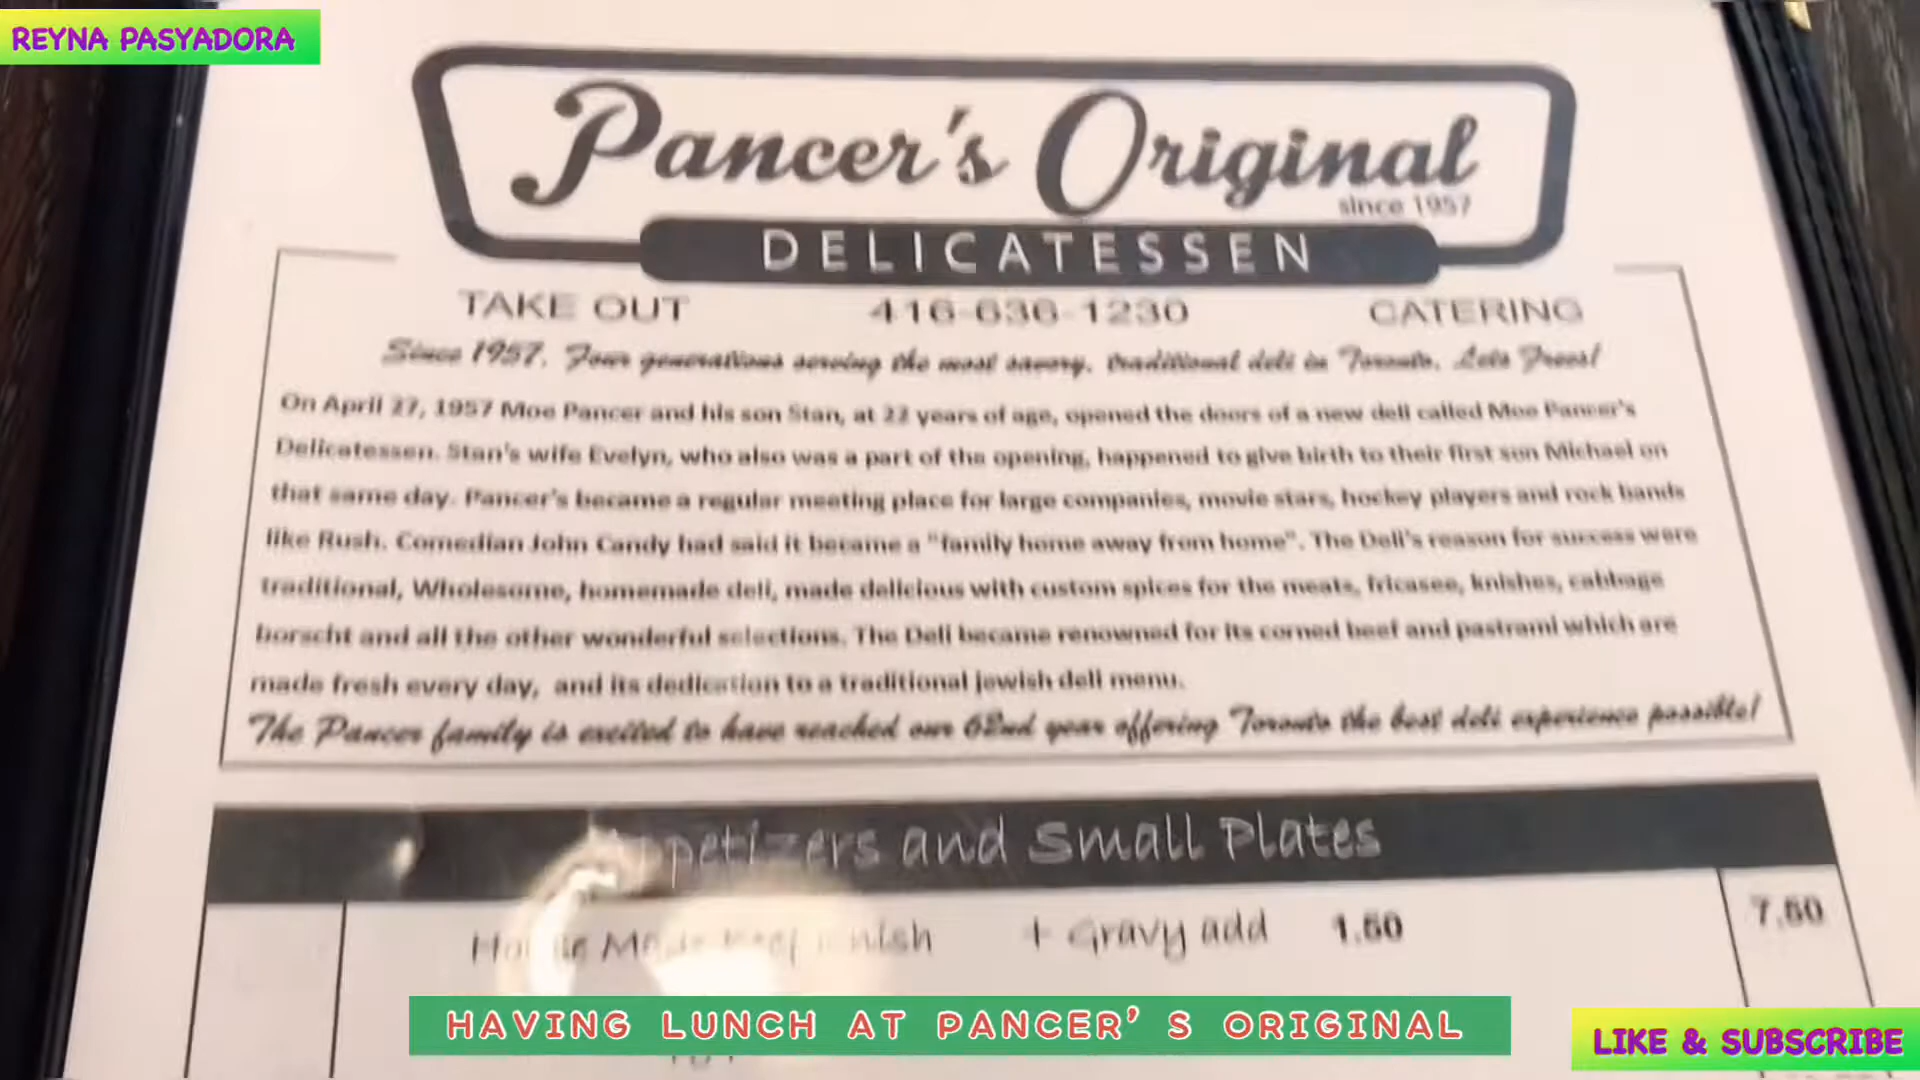 REYNA PASYADORA
Pancer's Original
since 1957
DELICATESSEN
TAKE OUT 416-636-1230 CATERING
Since 1957. Four generations serving the most savory, traditional deli in Toronto. Lets Fress!
On April 27, 1957 Moe Pancer and his son Stan, at 22 years of age, opened the doors of a new deli called Moe Pancer's
Delicatessen. Stan's wife Evelyn, who also was a part of the opening, happened to give birth to their first son Michael on
that same day. Pancer's became a regular meeting place for large companies, movie stars, hockey players and rock bands
like Rush. Comedian John Candy had said it became a "family home away from home". The Deli's reason for success were
traditional, Wholesome, homemade deli, made delicious with custom spices for the meats, fricasee, knishes, cabbage
borscht and all the other wonderful selections. The Deli became renowned for its corned beef and pastrami which are
made fresh every day, and its dedication to a traditional jewish deli menu.
The Pancer family is excited to have reached our 62nd year offering Toronto the best deli experience possible!
Appetizers and Small Plates
House Made Beef Knish + Gravy add 1.50 7.50
HAVING LUNCH AT PANCER'S ORIGINAL
LIKE & SUBSCRIBE